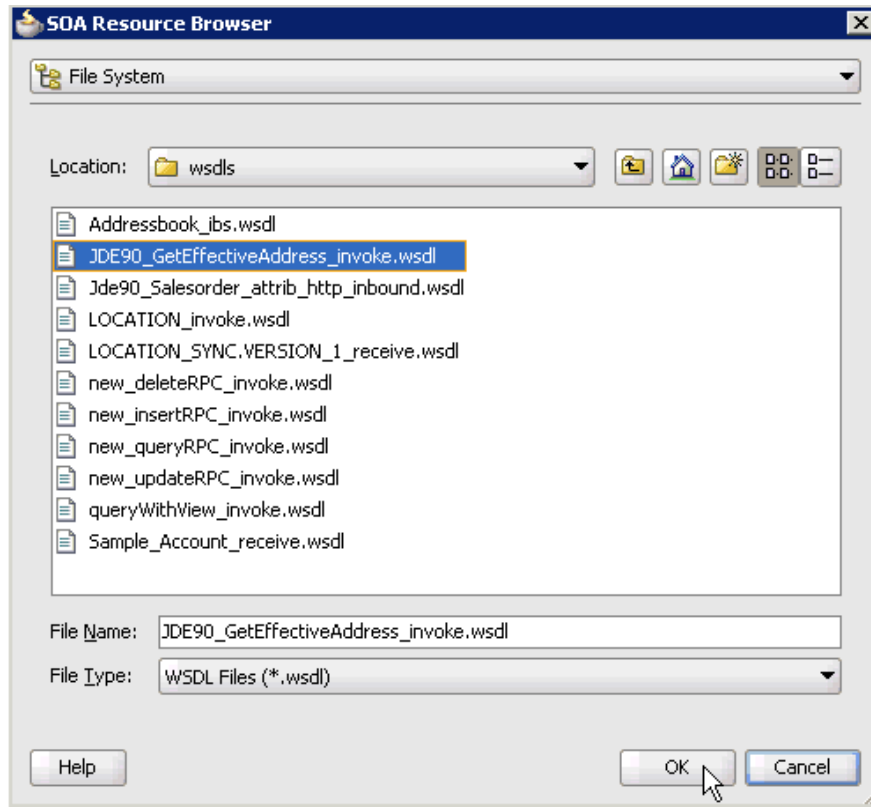 SOA Resource Browser
File System
Location: wsdls
Addressbook_ibs.wsdl
JDE90_GetEffectiveAddress_invoke.wsdl
Jde90_Salesorder_attrib_http_inbound.wsdl
LOCATION_invoke.wsdl
LOCATION_SYNC.VERSION_1_receive.wsdl
new_deleteRPC_invoke.wsdl
new_insertRPC_invoke.wsdl
new_queryRPC_invoke.wsdl
new_updateRPC_invoke.wsdl
queryWithView_invoke.wsdl
Sample_Account_receive.wsdl
File Name: JDE90_GetEffectiveAddress_invoke.wsdl
File Type: WSDL Files (*.wsdl)
Help OK Cancel